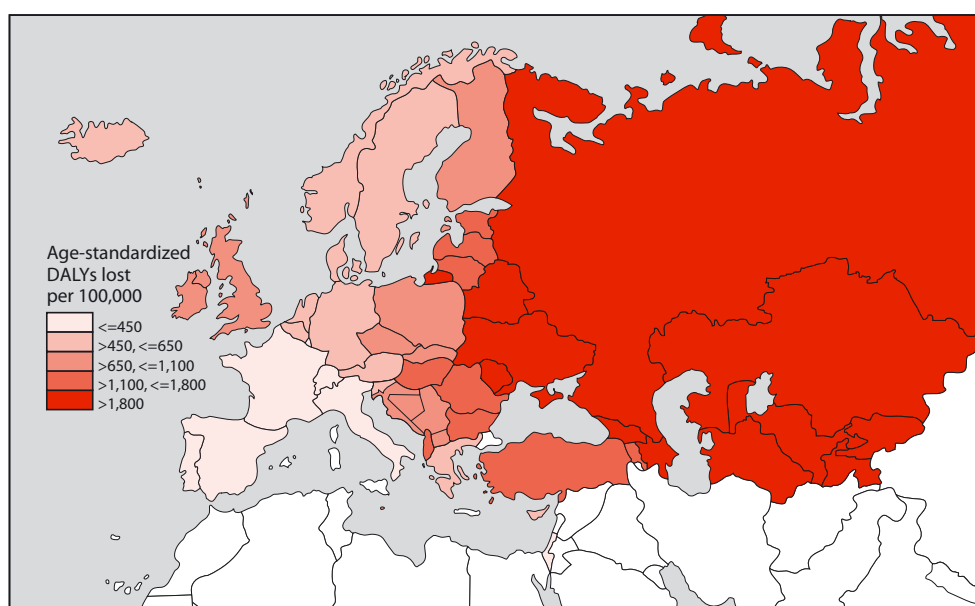 Age-standardized
DALYs lost
per 100,000
<=450
>450, <=650
>650, <=1,100
>1,100, <=1,800
>1,800